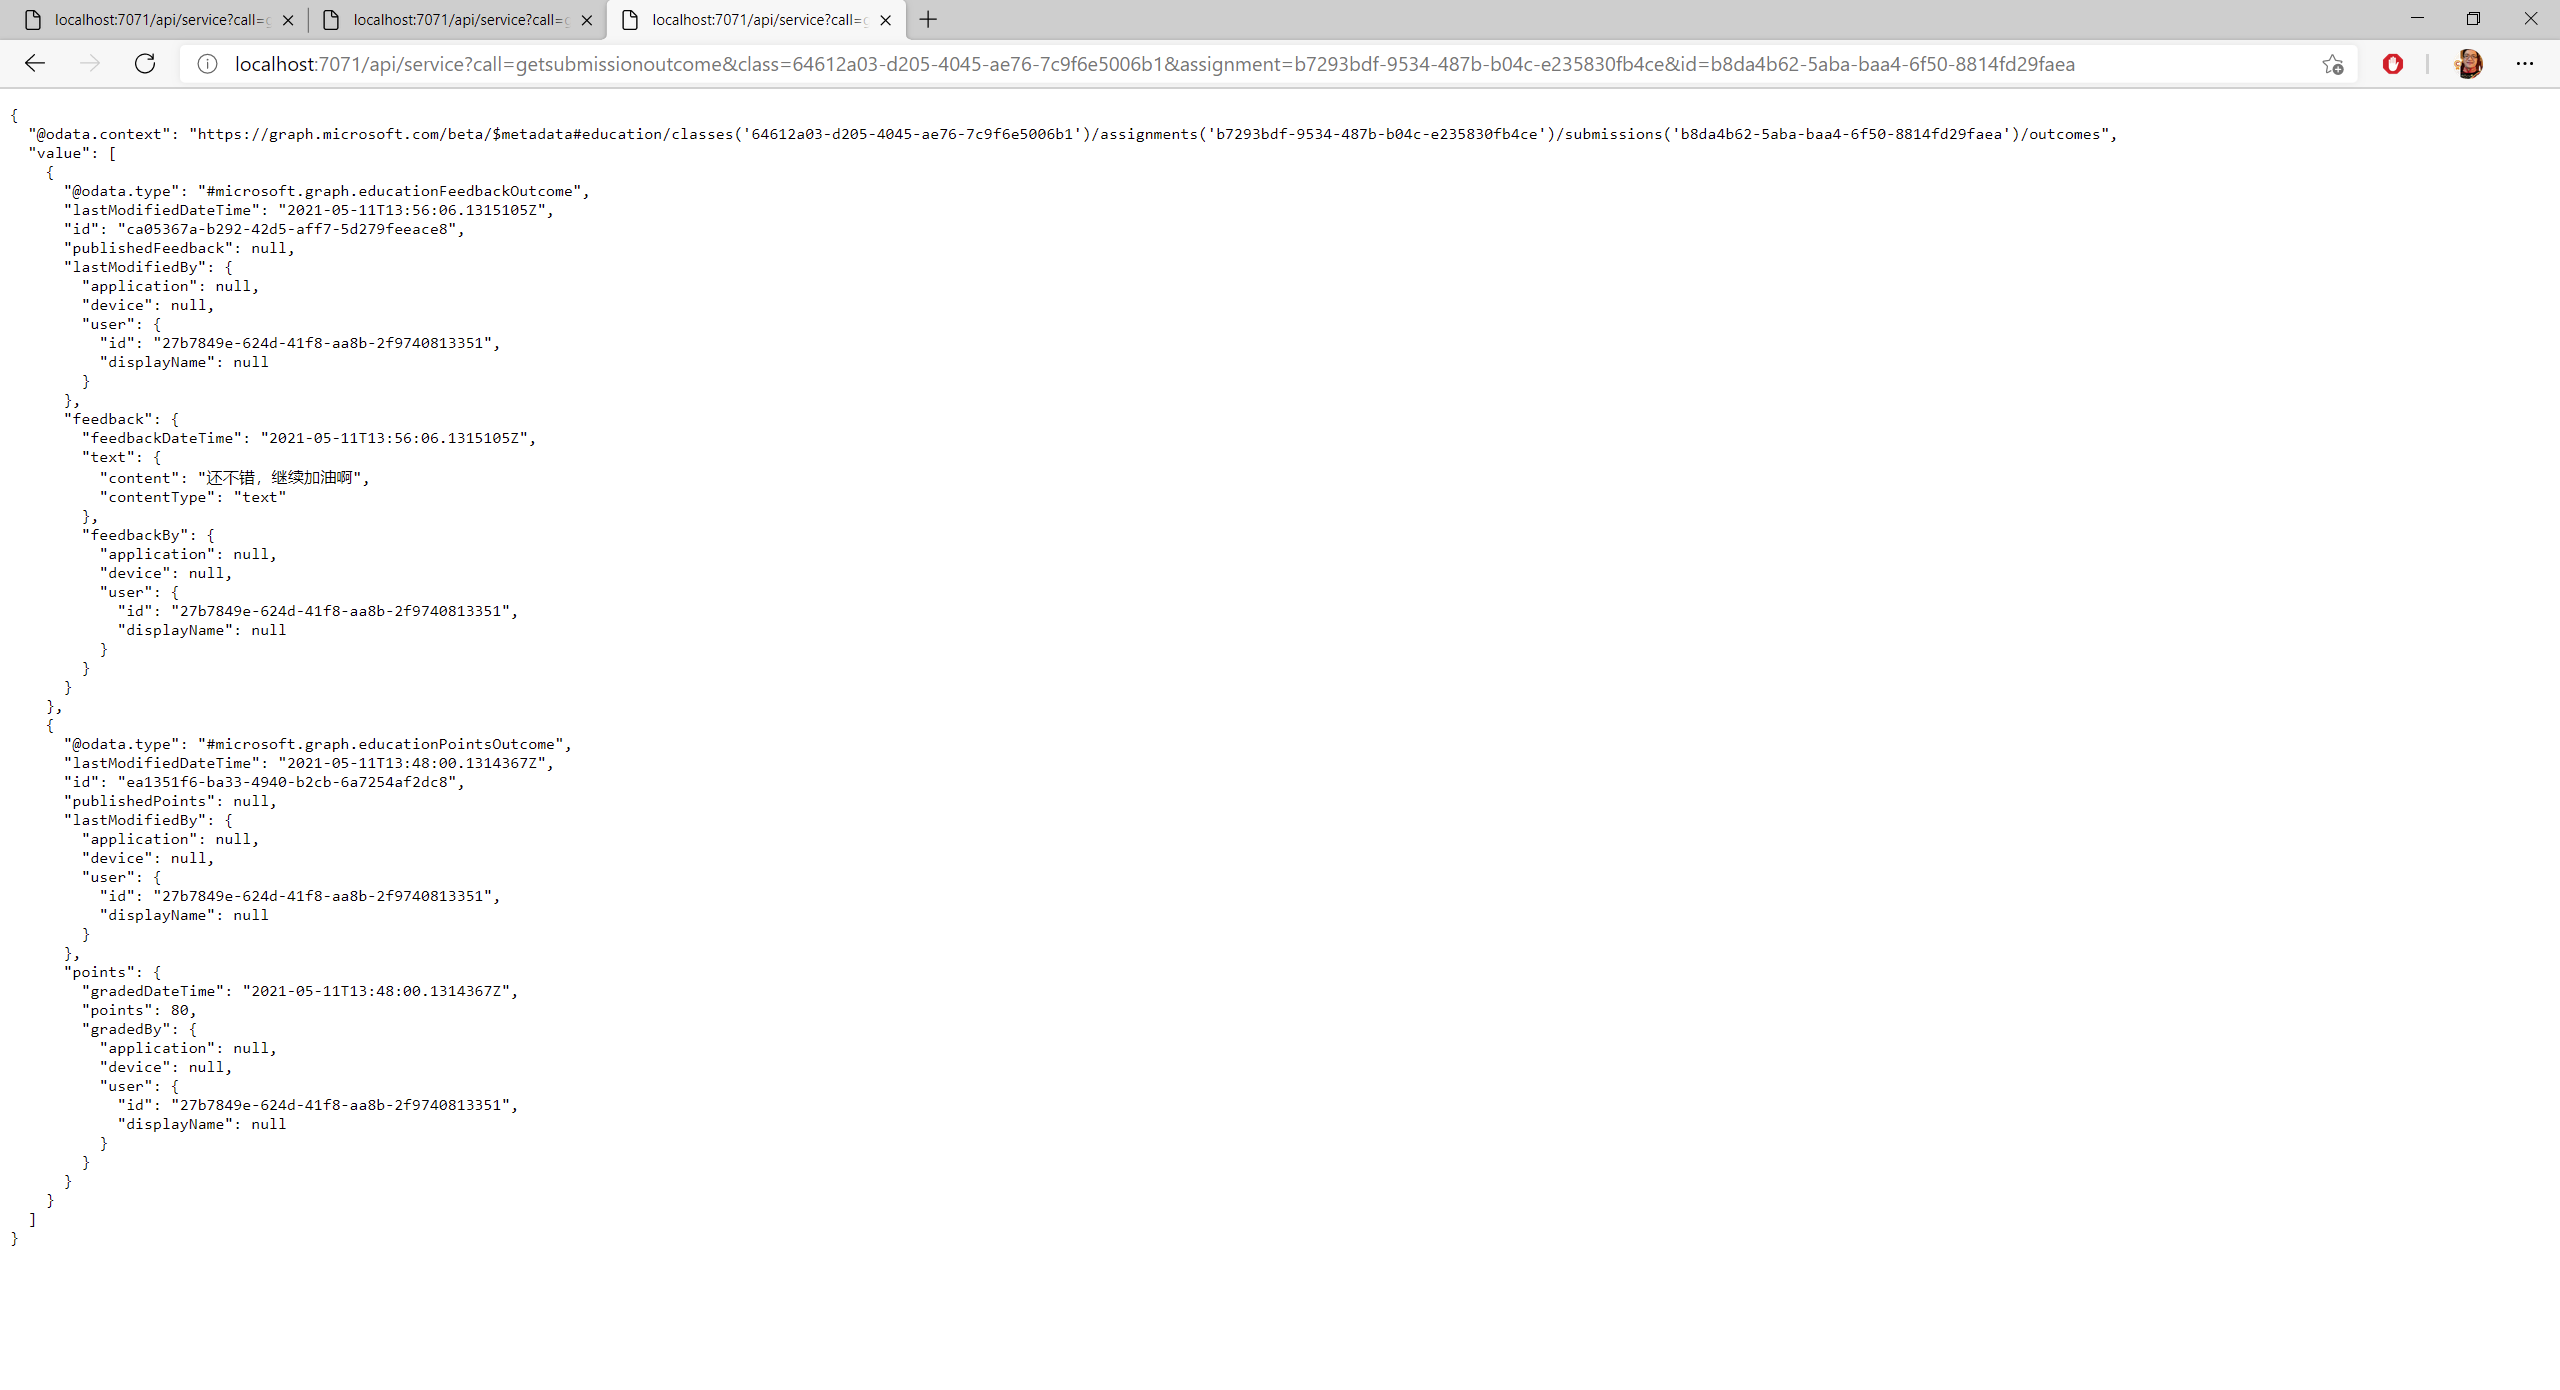 localhost:7071/api/service?call=g
localhost:7071/api/service?call=g
localhost:7071/api/service?call=g
localhost:7071/api/service?call=getsubmissionoutcome&class=64612a03-d205-4045-ae76-7c9f6e5006b1&assignment=b7293bdf-9534-487b-b04c-e235830fb4ce&id=b8da4b62-5aba-baa4-6f50-8814fd29faea
{
"@odata.context": "https://graph.microsoft.com/beta/$metadata#education/classes('64612a03-d205-4045-ae76-7c9f6e5006b1')/assignments('b7293bdf-9534-487b-b04c-e235830fb4ce')/submissions('b8da4b62-5aba-baa4-6f50-8814fd29faea')/outcomes",
"value": [
{
"@odata.type": "#microsoft.graph.educationFeedbackOutcome",
"lastModifiedDateTime": "2021-05-11T13:56:06.1315105Z",
"id": "ca05367a-b292-42d5-aff7-5d279feeace8",
"publishedFeedback": null,
"lastModifiedBy": {
"application": null,
"device": null,
"user": {
"id": "27b7849e-624d-41f8-aa8b-2f9740813351",
"displayName": null
}
},
"feedback": {
"feedbackDateTime": "2021-05-11T13:56:06.1315105Z",
"text": {
"content": "还不错，继续加油啊",
"contentType": "text"
},
"feedbackBy": {
"application": null,
"device": null,
"user": {
"id": "27b7849e-624d-41f8-aa8b-2f9740813351",
"displayName": null
}
}
}
},
{
"@odata.type": "#microsoft.graph.educationPointsOutcome",
"lastModifiedDateTime": "2021-05-11T13:48:00.1314367Z",
"id": "ea1351f6-ba33-4940-b2cb-6a7254af2dc8",
"publishedPoints": null,
"lastModifiedBy": {
"application": null,
"device": null,
"user": {
"id": "27b7849e-624d-41f8-aa8b-2f9740813351",
"displayName": null
}
},
"points": {
"gradedDateTime": "2021-05-11T13:48:00.1314367Z",
"points": 80,
"gradedBy": {
"application": null,
"device": null,
"user": {
"id": "27b7849e-624d-41f8-aa8b-2f9740813351",
"displayName": null
}
}
}
}
]
}